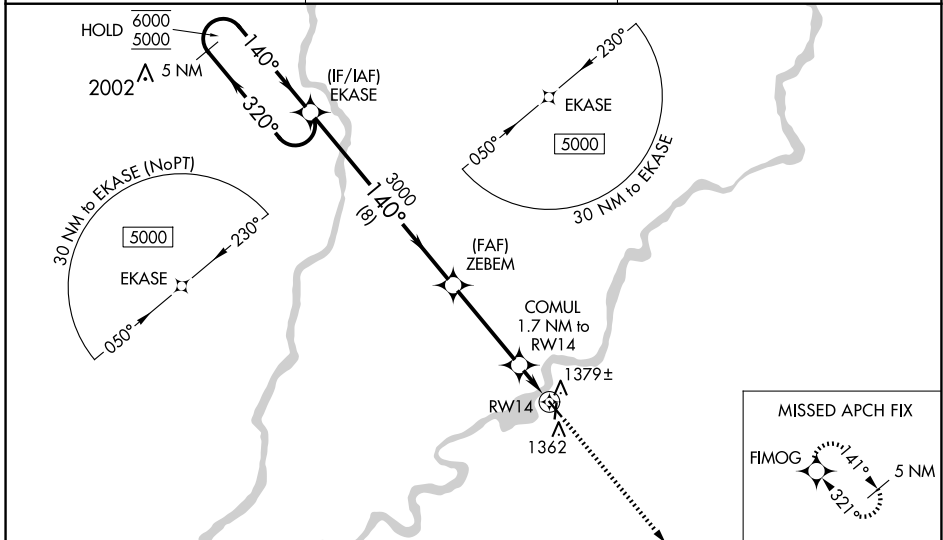 HOLD
6000
5000
5 NM
2002
140°
320°
(IF/IAF)
EKASE
050°
230°
EKASE
5000
30 NM to EKASE
30 NM to EKASE (NoPT)
5000
230°
EKASE
050°
3000
140°
(8)
(FAF)
ZEBEM
COMUL
1.7 NM to
RW14
1379±
RW14
1362
MISSED APCH FIX
FIMOG
141°
321°
5 NM